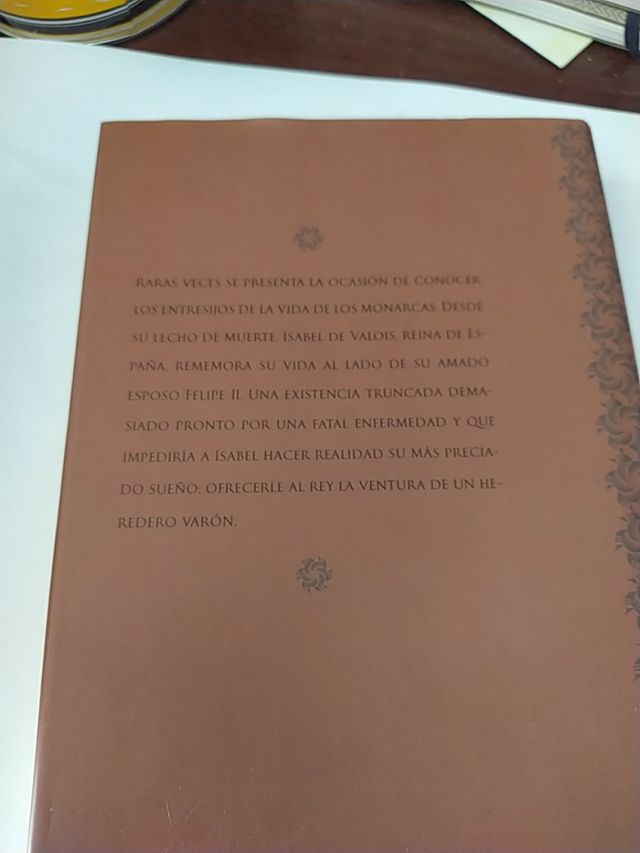 RARAS VECES SE PRESENTA LA OCASIÓN DE CONOCER
LOS ENTRESIJOS DE LA VIDA DE LOS MONARCAS. DESDE
SU LECHO DE MUERTE, ISABEL DE VALOIS, REINA DE ES-
PAÑA, REMEMORA SU VIDA AL LADO DE SU AMADO
ESPOSO FELIPE II. UNA EXISTENCIA TRUNCADA DEMA-
SIADO PRONTO POR UNA FATAL ENFERMEDAD Y QUE
IMPEDIRÍA A ISABEL HACER REALIDAD SU MÁS PRECIA-
DO SUEÑO: OFRECERLE AL REY LA VENTURA DE UN HE-
REDERO VARÓN.